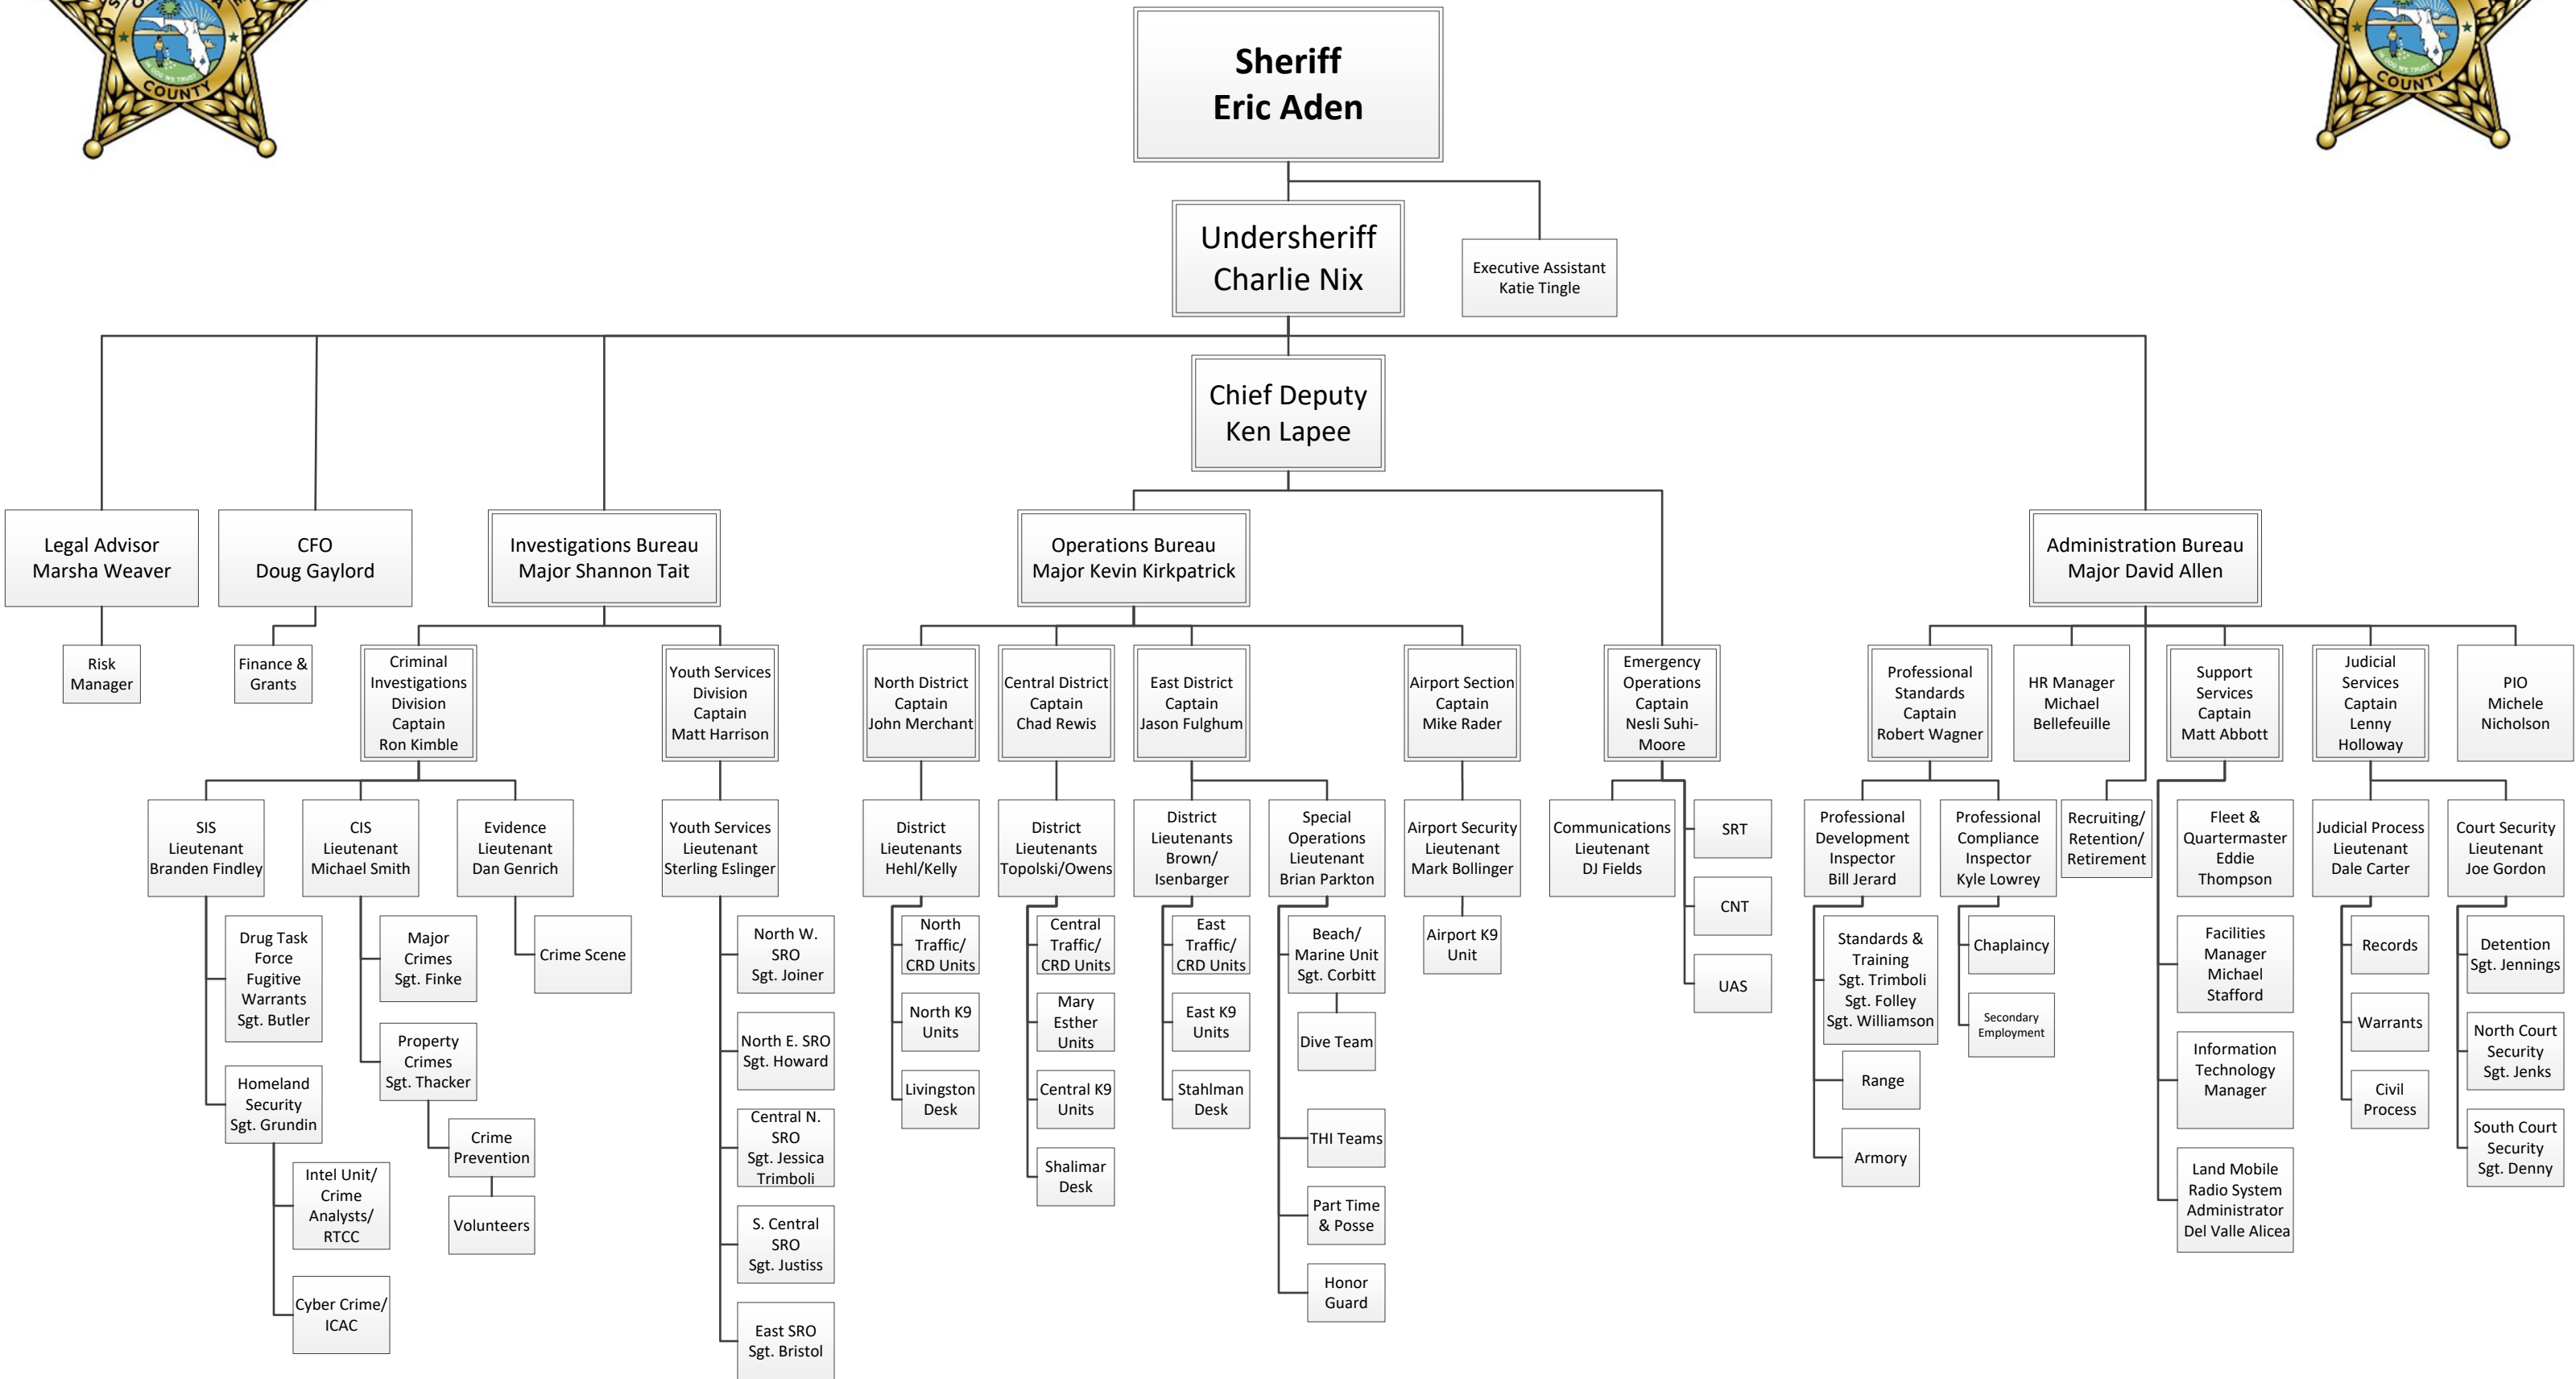 COUNTY
IN GOD WE TRUST
COUNTY
IN GOD WE TRUST
Sheriff
Eric Aden
Undersheriff
Charlie Nix
Executive Assistant
Katie Tingle
Chief Deputy
Ken Lapee
Legal Advisor
Marsha Weaver
CFO
Doug Gaylord
Investigations Bureau
Major Shannon Tait
Operations Bureau
Major Kevin Kirkpatrick
Administration Bureau
Major David Allen
Risk
Manager
Finance &
Grants
Criminal
Investigations
Division
Captain
Ron Kimble
Youth Services
Division
Captain
Matt Harrison
North District
Captain
John Merchant
Central District
Captain
Chad Rewis
East District
Captain
Jason Fulghum
Airport Section
Captain
Mike Rader
Emergency
Operations
Captain
Nesli Suhi-
Moore
Professional
Standards
Captain
Robert Wagner
HR Manager
Michael
Bellefeuille
Support
Services
Captain
Matt Abbott
Judicial
Services
Captain
Lenny
Holloway
PIO
Michele
Nicholson
SIS
Lieutenant
Branden Findley
CIS
Lieutenant
Michael Smith
Evidence
Lieutenant
Dan Genrich
Youth Services
Lieutenant
Sterling Eslinger
District
Lieutenants
Hehl/Kelly
District
Lieutenants
Topolski/Owens
District
Lieutenants
Brown/
Isenbarger
Special
Operations
Lieutenant
Brian Parkton
Airport Security
Lieutenant
Mark Bollinger
Communications
Lieutenant
DJ Fields
SRT
CNT
UAS
Professional
Development
Inspector
Bill Jerard
Professional
Compliance
Inspector
Kyle Lowrey
Recruiting/
Retention/
Retirement
Fleet &
Quartermaster
Eddie
Thompson
Judicial Process
Lieutenant
Dale Carter
Court Security
Lieutenant
Joe Gordon
Drug Task
Force
Fugitive
Warrants
Sgt. Butler
Homeland
Security
Sgt. Grundin
Intel Unit/
Crime
Analysts/
RTCC
Cyber Crime/
ICAC
Major
Crimes
Sgt. Finke
Property
Crimes
Sgt. Thacker
Crime
Prevention
Volunteers
Crime Scene
North W.
SRO
Sgt. Joiner
North E. SRO
Sgt. Howard
Central N.
SRO
Sgt. Jessica
Trimboli
S. Central
SRO
Sgt. Justiss
East SRO
Sgt. Bristol
North
Traffic/
CRD Units
North K9
Units
Livingston
Desk
Central
Traffic/
CRD Units
Mary
Esther
Units
Central K9
Units
Shalimar
Desk
East
Traffic/
CRD Units
East K9
Units
Stahlman
Desk
Beach/
Marine Unit
Sgt. Corbitt
Dive Team
THI Teams
Part Time
& Posse
Honor
Guard
Airport K9
Unit
Standards &
Training
Sgt. Trimboli
Sgt. Folley
Sgt. Williamson
Range
Armory
Chaplaincy
Secondary
Employment
Facilities
Manager
Michael
Stafford
Information
Technology
Manager
Land Mobile
Radio System
Administrator
Del Valle Alicea
Records
Warrants
Civil
Process
Detention
Sgt. Jennings
North Court
Security
Sgt. Jenks
South Court
Security
Sgt. Denny